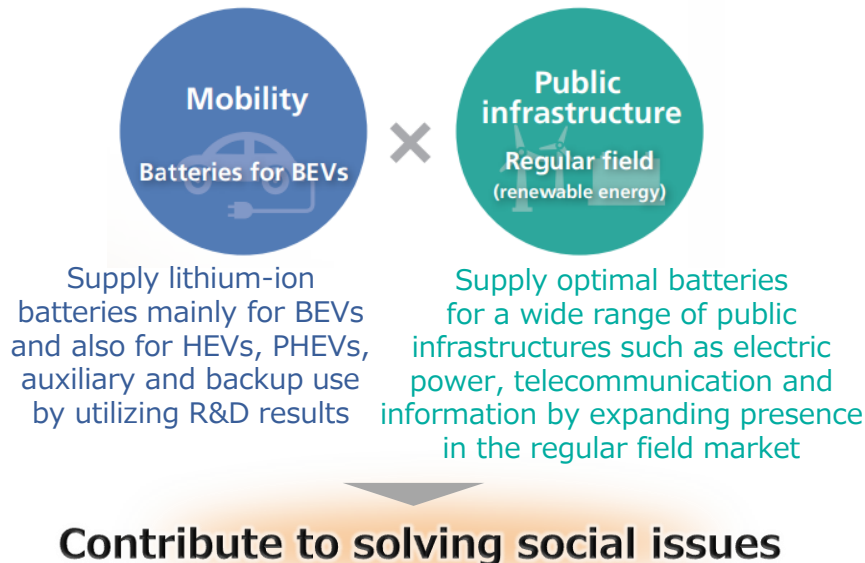 Mobility
Batteries for BEVs
×
Public
infrastructure
Regular field
(renewable energy)
Supply lithium-ion
batteries mainly for BEVs
and also for HEVs, PHEVs,
auxiliary and backup use
by utilizing R&D results
Supply optimal batteries
for a wide range of public
infrastructures such as electric
power, telecommunication and
information by expanding presence
in the regular field market
Contribute to solving social issues